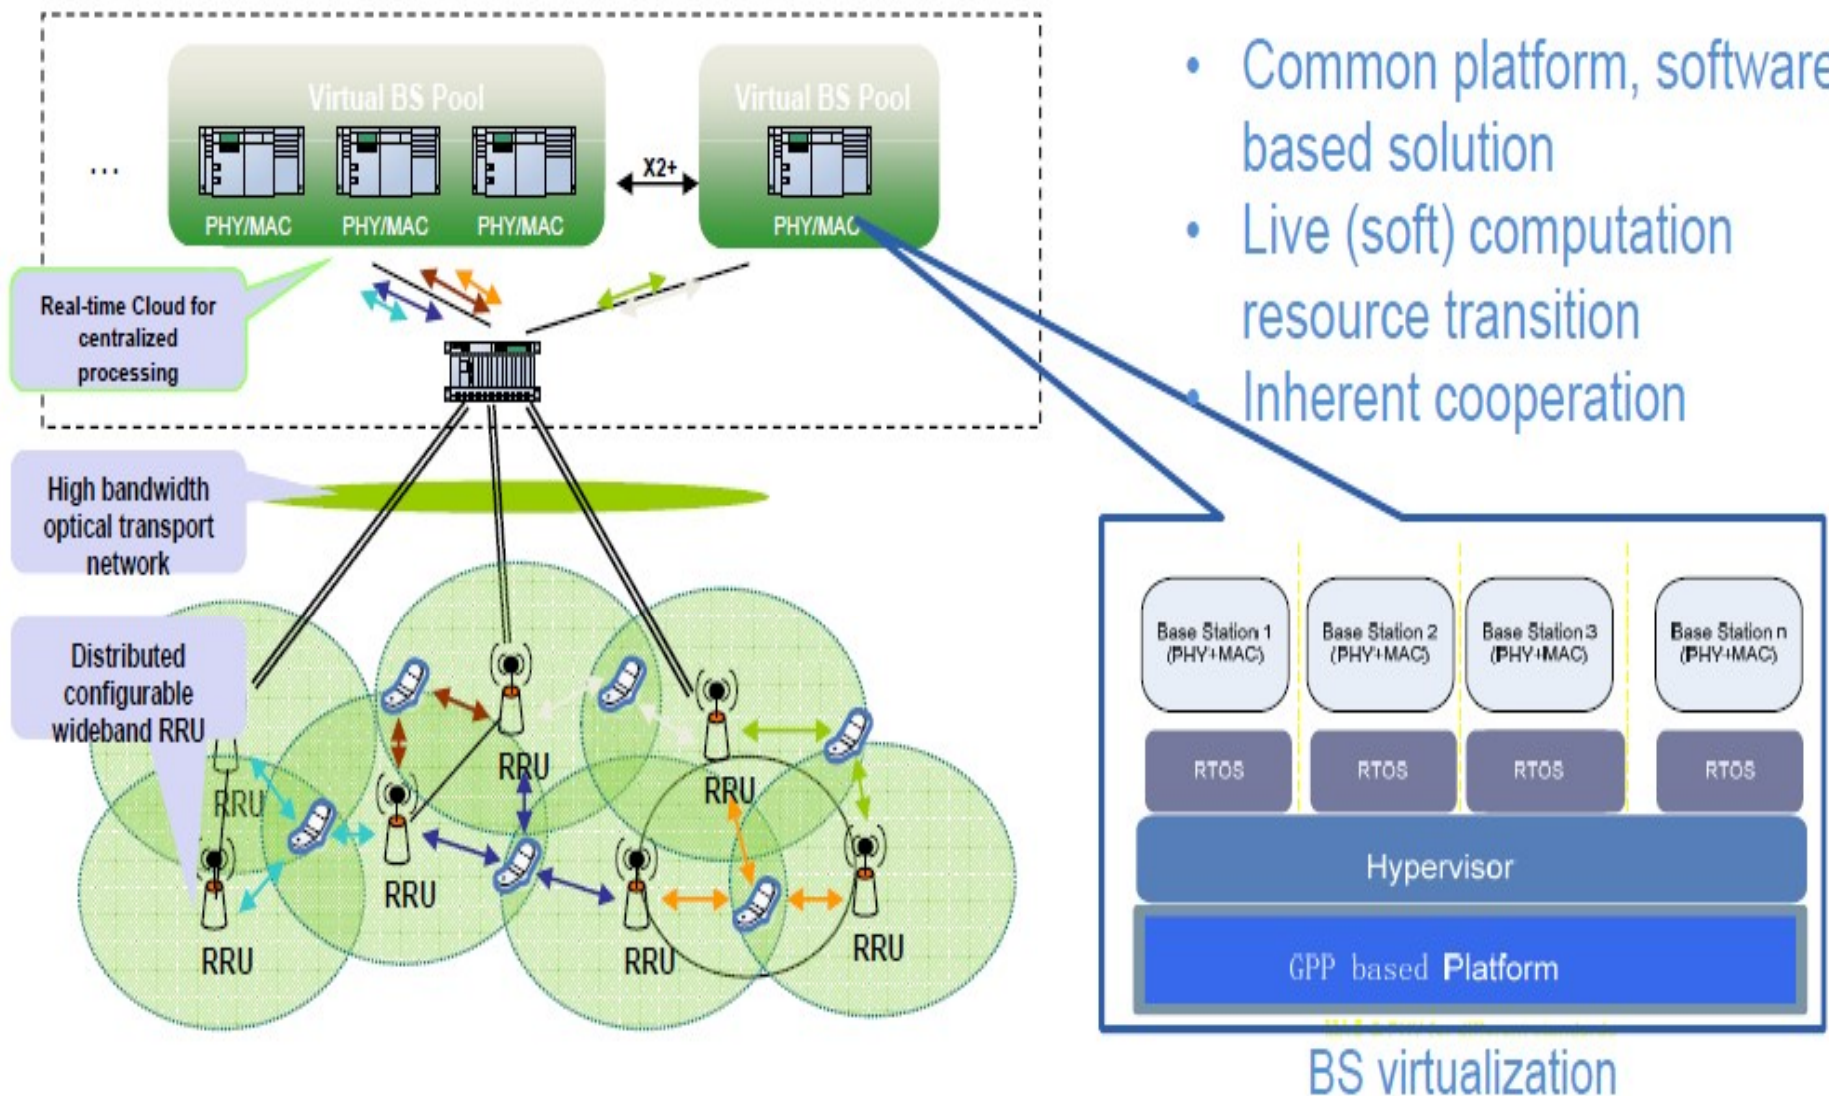 Virtual BS Pool
Virtual BS Pool
...
X2+
PHY/MAC
PHY/MAC
PHY/MAC
PHY/MAC
Real-time Cloud for
centralized
processing
High bandwidth
optical transport
network
Distributed
configurable
wideband RRU
RRU
RRU
RRU
RRU
RRU
RRU
RRU
• Common platform, software
based solution
• Live (soft) computation
resource transition
• Inherent cooperation
Base Station 1
(PHY+MAC)
Base Station 2
(PHY+MAC)
Base Station 3
(PHY+MAC)
Base Station n
(PHY+MAC)
RTOS
RTOS
RTOS
RTOS
Hypervisor
GPP based Platform
BS virtualization